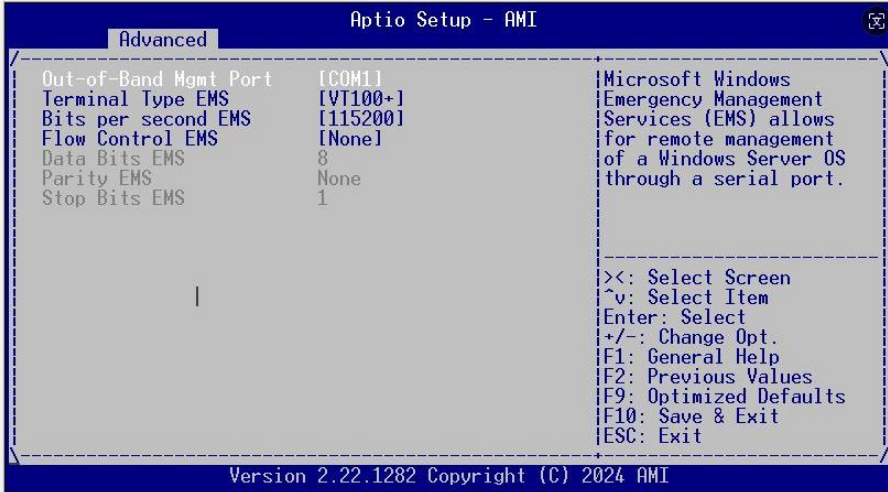 Aptio Setup - AMI
Advanced
Out-of-Band Mgmt Port [COM1]
Terminal Type EMS [VT100+]
Bits per second EMS [115200]
Flow Control EMS [None]
Data Bits EMS 8
Parity EMS None
Stop Bits EMS 1
Microsoft Windows
Emergency Management
Services (EMS) allows
for remote management
of a Windows Server OS
through a serial port.
><: Select Screen
^v: Select Item
Enter: Select
+/-: Change Opt.
F1: General Help
F2: Previous Values
F9: Optimized Defaults
F10: Save & Exit
ESC: Exit
Version 2.22.1282 Copyright (C) 2024 AMI